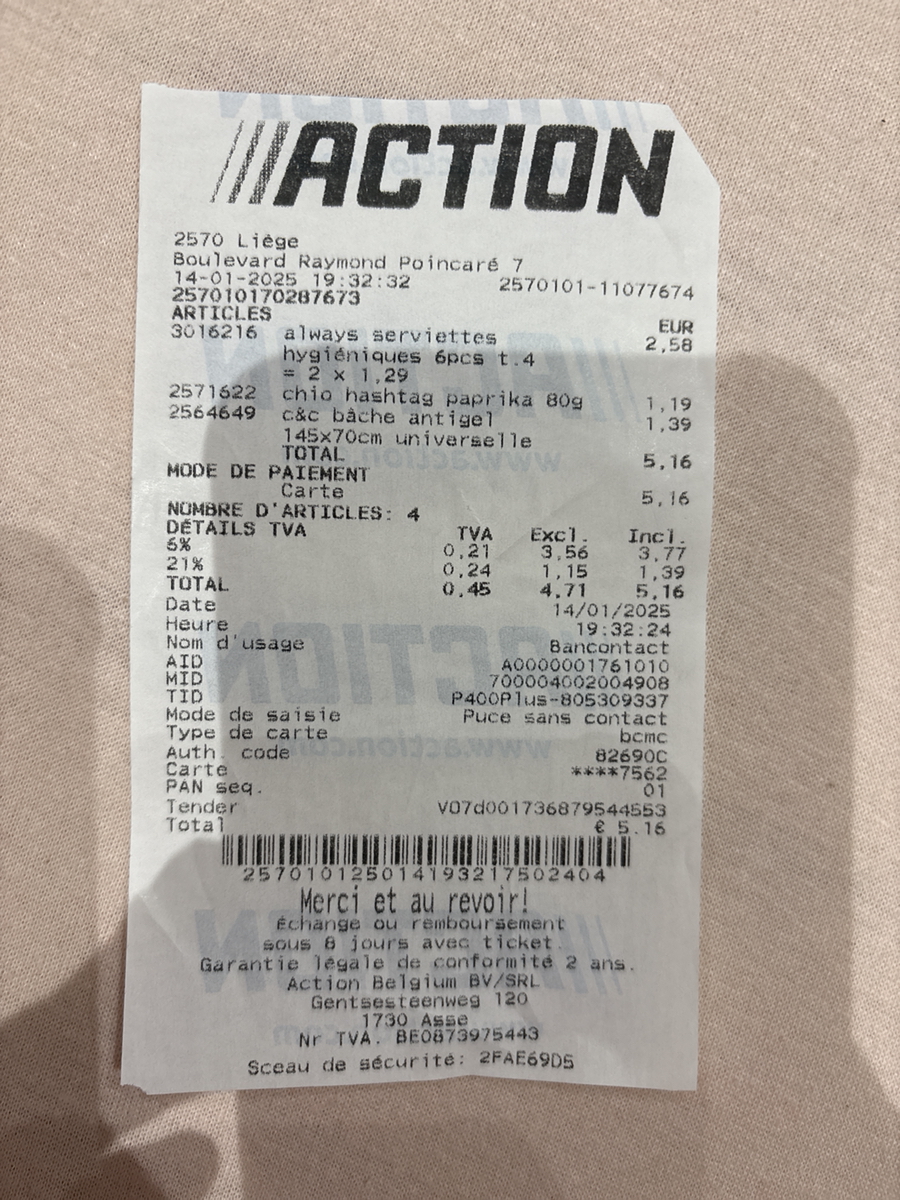 ///ACTION
2570 Liège
Boulevard Raymond Poincaré 7
14-01-2025 19:32:32 2570101-11077674
257010170287673
ARTICLES EUR
3016216 always serviettes 2,58
hygiéniques 6pcs t.4
= 2 x 1,29
2571622 chio hashtag paprika 80g 1,19
2564649 c&c bâche antigel 1,39
145x70cm universelle
TOTAL 5,16
MODE DE PAIEMENT
Carte 5,16
NOMBRE D'ARTICLES: 4
DÉTAILS TVA TVA Excl. Incl.
6% 0,21 3,56 3,77
21% 0,24 1,15 1,39
TOTAL 0,45 4,71 5,16
Date 14/01/2025
Heure 19:32:24
Nom d'usage Bancontact
AID A0000001761010
MID 7000004002004908
TID P400Plus-805309337
Mode de saisie Puce sans contact
Type de carte bcmc
Auth. code 82690C
Carte ****7562
PAN seq. 01
Tender V07d001736879544553
Total € 5.16
257010125014193217502404
Merci et au revoir!
Échange ou remboursement
sous 8 jours avec ticket.
Garantie légale de conformité 2 ans.
Action Belgium BV/SRL
Gentsesteenweg 120
1730 Asse
Nr TVA. BE0873975443
Sceau de sécurité: 2FAE69D5